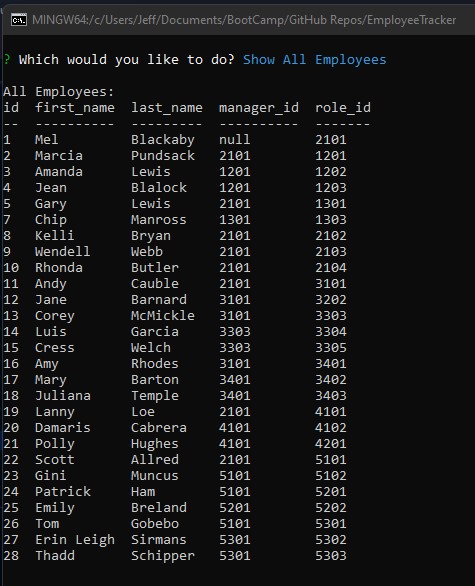 MINGW64:/c/Users/Jeff/Documents/BootCamp/GitHub Repos/EmployeeTracker
? Which would you like to do? Show All Employees
All Employees:
id  first_name  last_name  manager_id  role_id
--  ----------  ---------  ----------  -------
1   Mel         Blackaby   null        2101
2   Marcia      Pundsack   2101        1201
3   Amanda      Lewis      1201        1202
4   Jean        Blalock    1201        1203
5   Gary        Lewis      2101        1301
7   Chip        Manross    1301        1303
8   Kelli       Bryan      2101        2102
9   Wendell     Webb       2101        2103
10  Rhonda      Butler     2101        2104
11  Andy        Cauble     2101        3101
12  Jane        Barnard    3101        3202
13  Corey       McMickle   3101        3303
14  Luis        Garcia     3303        3304
15  Cress       Welch      3303        3305
16  Amy         Rhodes     3101        3401
17  Mary        Barton     3401        3402
18  Juliana     Temple     3401        3403
19  Lanny       Loe        2101        4101
20  Damaris     Cabrera    4101        4102
21  Polly       Hughes     4101        4201
22  Scott       Allred     2101        5101
23  Gini        Muncus     5101        5102
24  Patrick     Ham        5101        5201
25  Emily       Breland    5201        5202
26  Tom         Gobebo     5101        5301
27  Erin Leigh  Sirmans    5301        5302
28  Thadd       Schipper   5301        5303